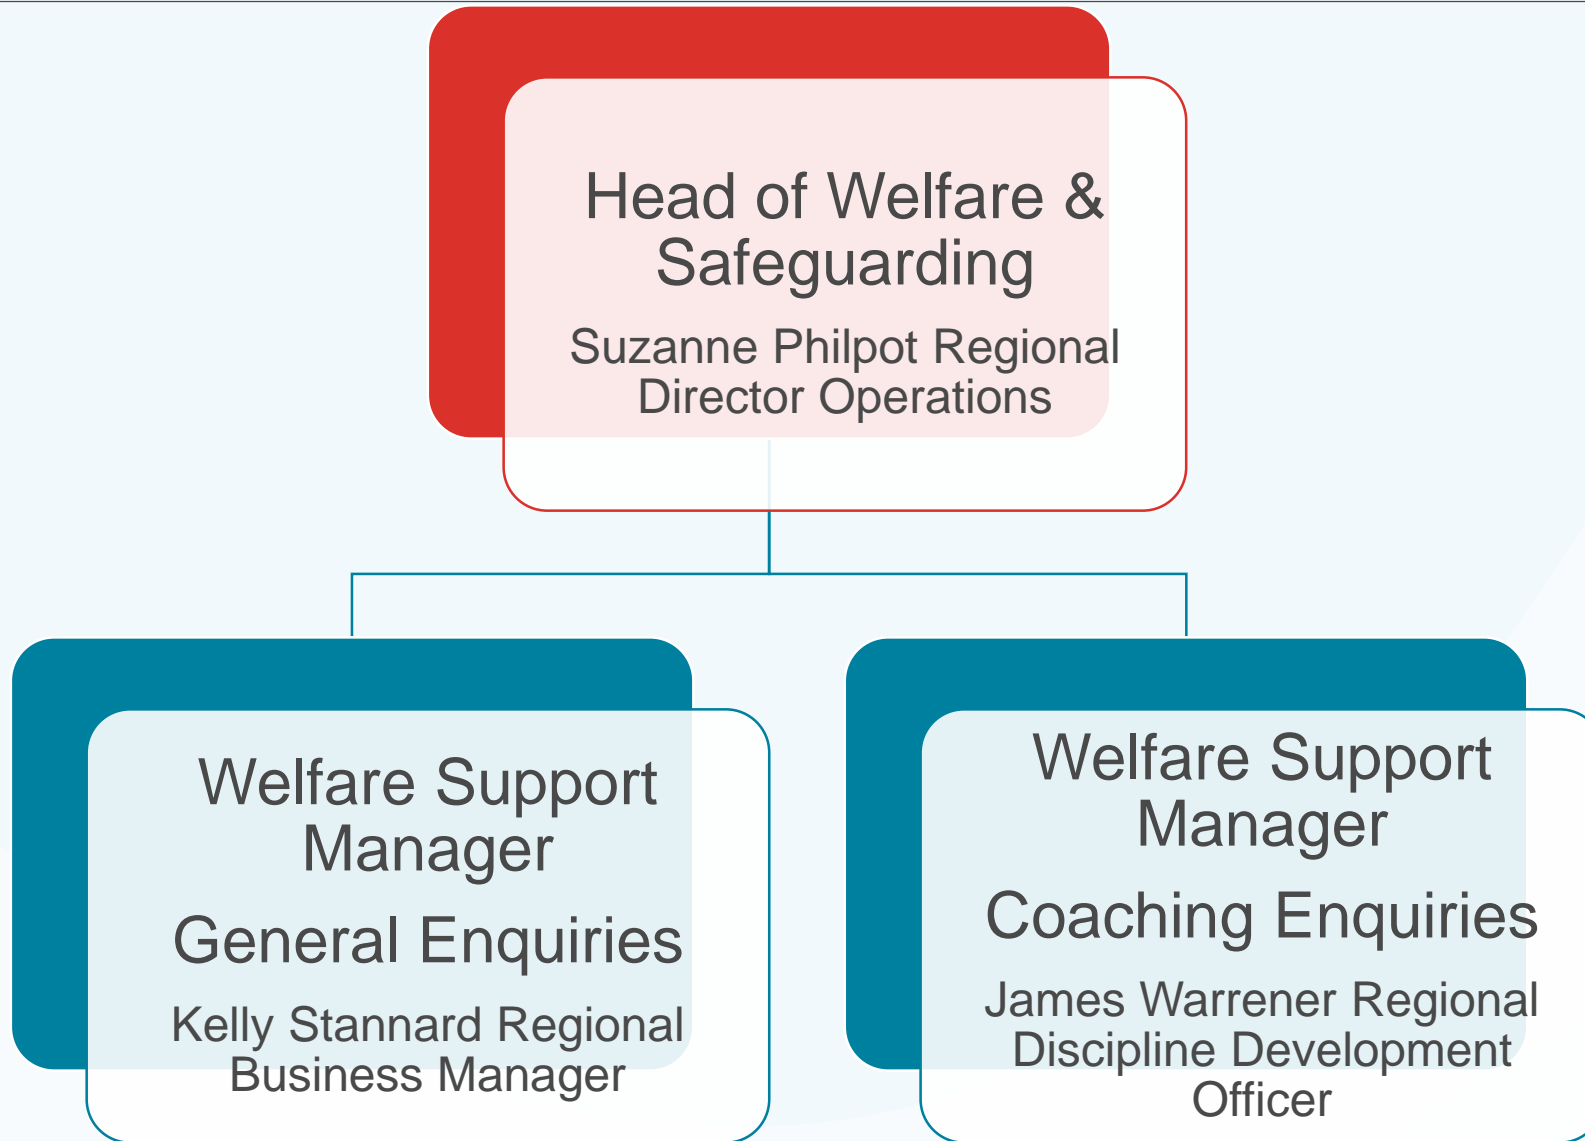 Head of Welfare &
Safeguarding
Suzanne Philpot Regional
Director Operations
Welfare Support
Manager
General Enquiries
Kelly Stannard Regional
Business Manager
Welfare Support
Manager
Coaching Enquiries
James Warrener Regional
Discipline Development
Officer